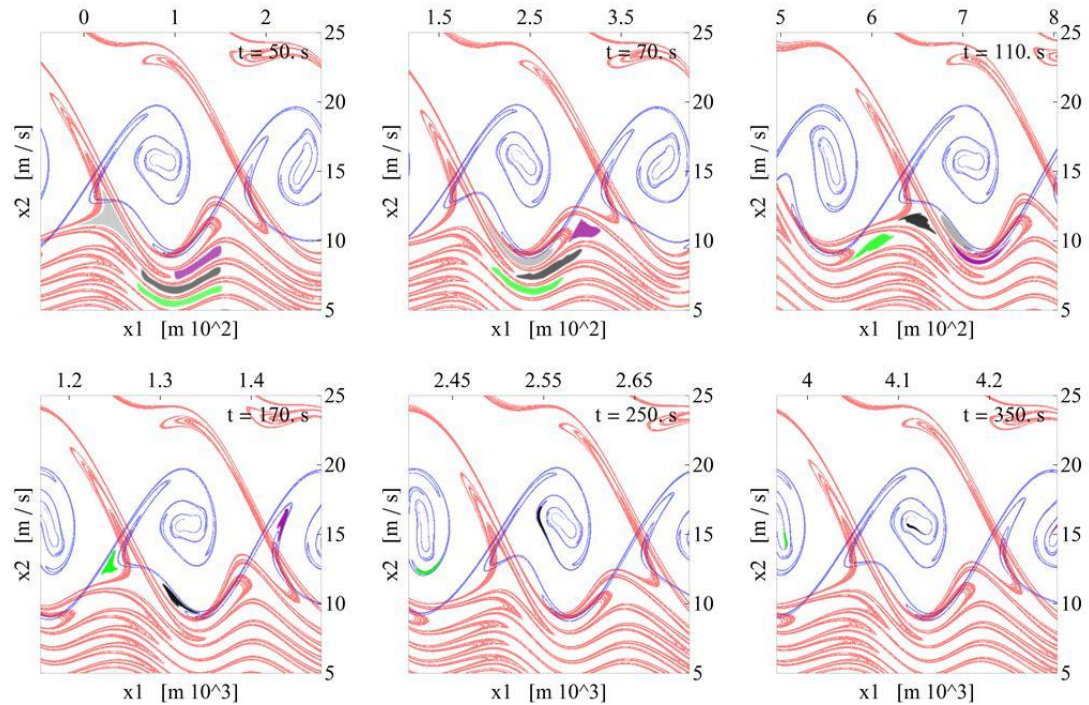 0 1 2
t = 50. s
25
20
15
10
5
x2 [m / s]
x1 [m 10^2]
1.5 2.5 3.5
t = 70. s
25
20
15
10
5
x2 [m / s]
x1 [m 10^2]
5 6 7 8
t = 110. s
25
20
15
10
5
x2 [m / s]
x1 [m 10^2]
1.2 1.3 1.4
t = 170. s
25
20
15
10
5
x2 [m / s]
x1 [m 10^3]
2.45 2.55 2.65
t = 250. s
25
20
15
10
5
x2 [m / s]
x1 [m 10^3]
4 4.1 4.2
t = 350. s
25
20
15
10
5
x2 [m / s]
x1 [m 10^3]